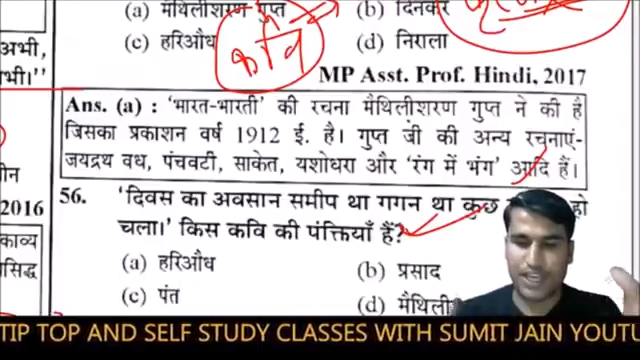 (a) मैथिलीशरण गुप्त (b) दिनकर
अभी, (c) हरिऔध (d) निराला
भी।'' कवि
MP Asst. Prof. Hindi, 2017
Ans. (a) : 'भारत-भारती' की रचना मैथिलीशरण गुप्त ने की है
जिसका प्रकाशन वर्ष 1912 ई. है। गुप्त जी की अन्य रचनाएं-
जयद्रथ वध, पंचवटी, साकेत, यशोधरा और 'रंग में भंग' आदि हैं।
2016 56. 'दिवस का अवसान समीप था गगन था कुछ हो
काव्य चला।' किस कवि की पंक्तियाँ हैं?
(a) हरिऔध (b) प्रसाद
(c) पंत (d)
TIP TOP AND SELF STUDY CLASSES WITH SUMIT JAIN